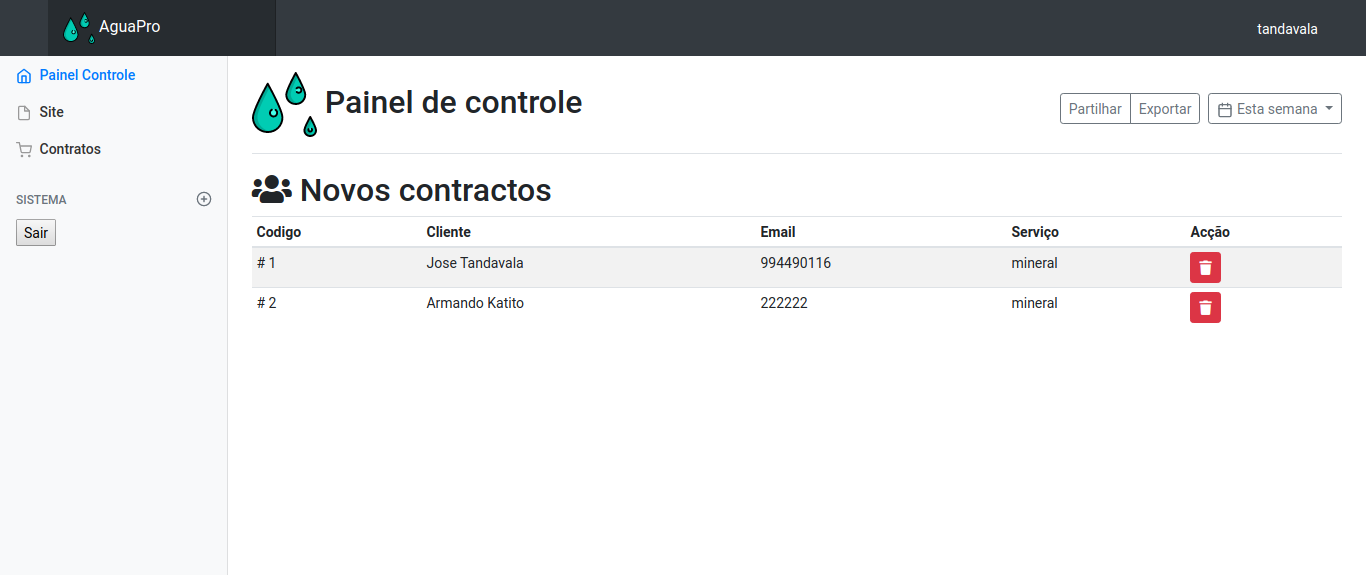 AguaPro
tandavala
Painel Controle
Site
Contratos
SISTEMA
Sair
Painel de controle
Partilhar Exportar Esta semana
Novos contractos
Codigo Cliente Email Serviço Acção
# 1 Jose Tandavala 994490116 mineral
# 2 Armando Katito 222222 mineral